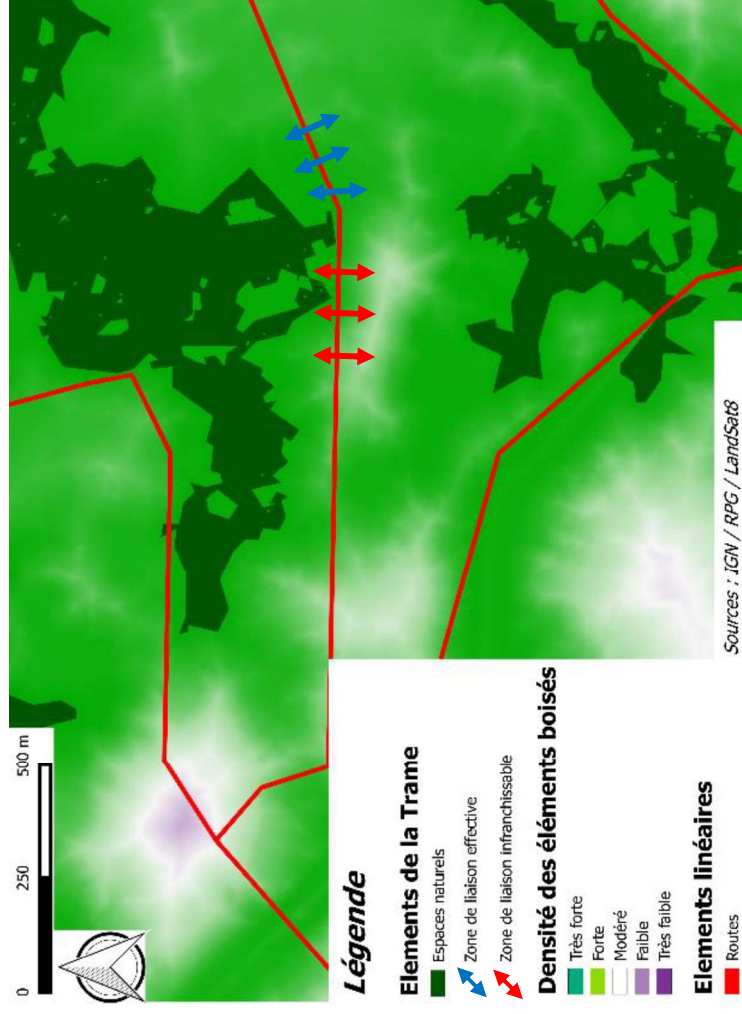 0 250 500 m
Légende
Elements de la Trame
Espaces naturels
Zone de liaison effective
Zone de liaison infranchissable
Densité des éléments boisés
Très forte
Forte
Modéré
Faible
Très faible
Elements linéaires
Routes
Sources : IGN / RPG / LandSat8